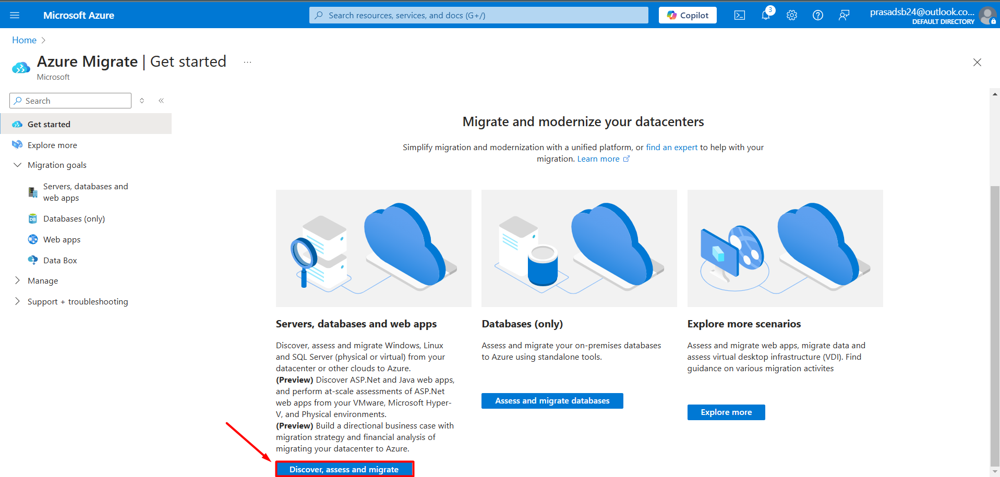 Microsoft Azure
Search resources, services, and docs (G+/)
Copilot
3
prasadsb24@outlook.co...
DEFAULT DIRECTORY
Home
Azure Migrate | Get started
...
Microsoft
Search
Get started
Explore more
Migration goals
Servers, databases and
web apps
DB
Databases (only)
Web apps
Data Box
Manage
Support + troubleshooting
Migrate and modernize your datacenters
Simplify migration and modernization with a unified platform, or find an expert to help with your
migration. Learn more
Servers, databases and web apps
Discover, assess and migrate Windows, Linux
and SQL Server (physical or virtual) from your
datacenter or other clouds to Azure.
(Preview) Discover ASP.Net and Java web apps,
and perform at-scale assessments of ASP.Net
web apps from your VMware, Microsoft Hyper-
V, and Physical environments.
(Preview) Build a directional business case with
migration strategy and financial analysis of
migrating your datacenter to Azure.
Discover, assess and migrate
Databases (only)
Assess and migrate your on-premises databases
to Azure using standalone tools.
Assess and migrate databases
Explore more scenarios
Assess and migrate web apps, migrate data and
assess virtual desktop infrastructure (VDI). Find
guidance on various migration activites
Explore more